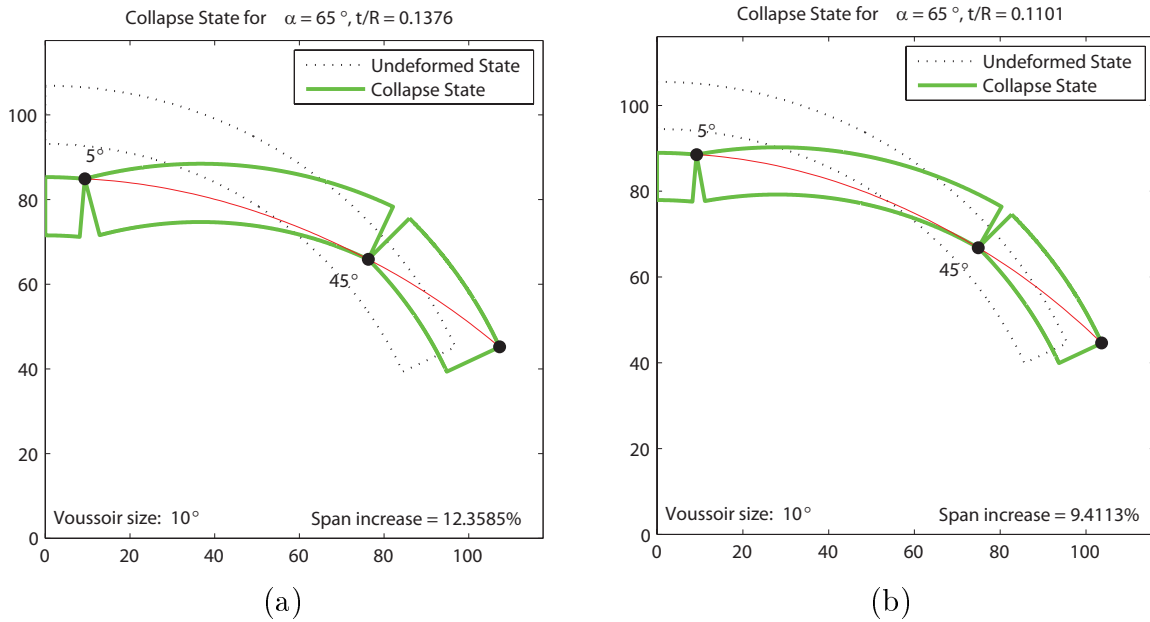 Collapse State for α = 65 °, t/R = 0.1376
Undeformed State
Collapse State
100
80
60
40
20
0
5°
45°
Voussoir size: 10°
Span increase = 12.3585%
0 20 40 60 80 100
(a)
Collapse State for α = 65 °, t/R = 0.1101
Undeformed State
Collapse State
100
80
60
40
20
0
5°
45°
Voussoir size: 10°
Span increase = 9.4113%
0 20 40 60 80 100
(b)